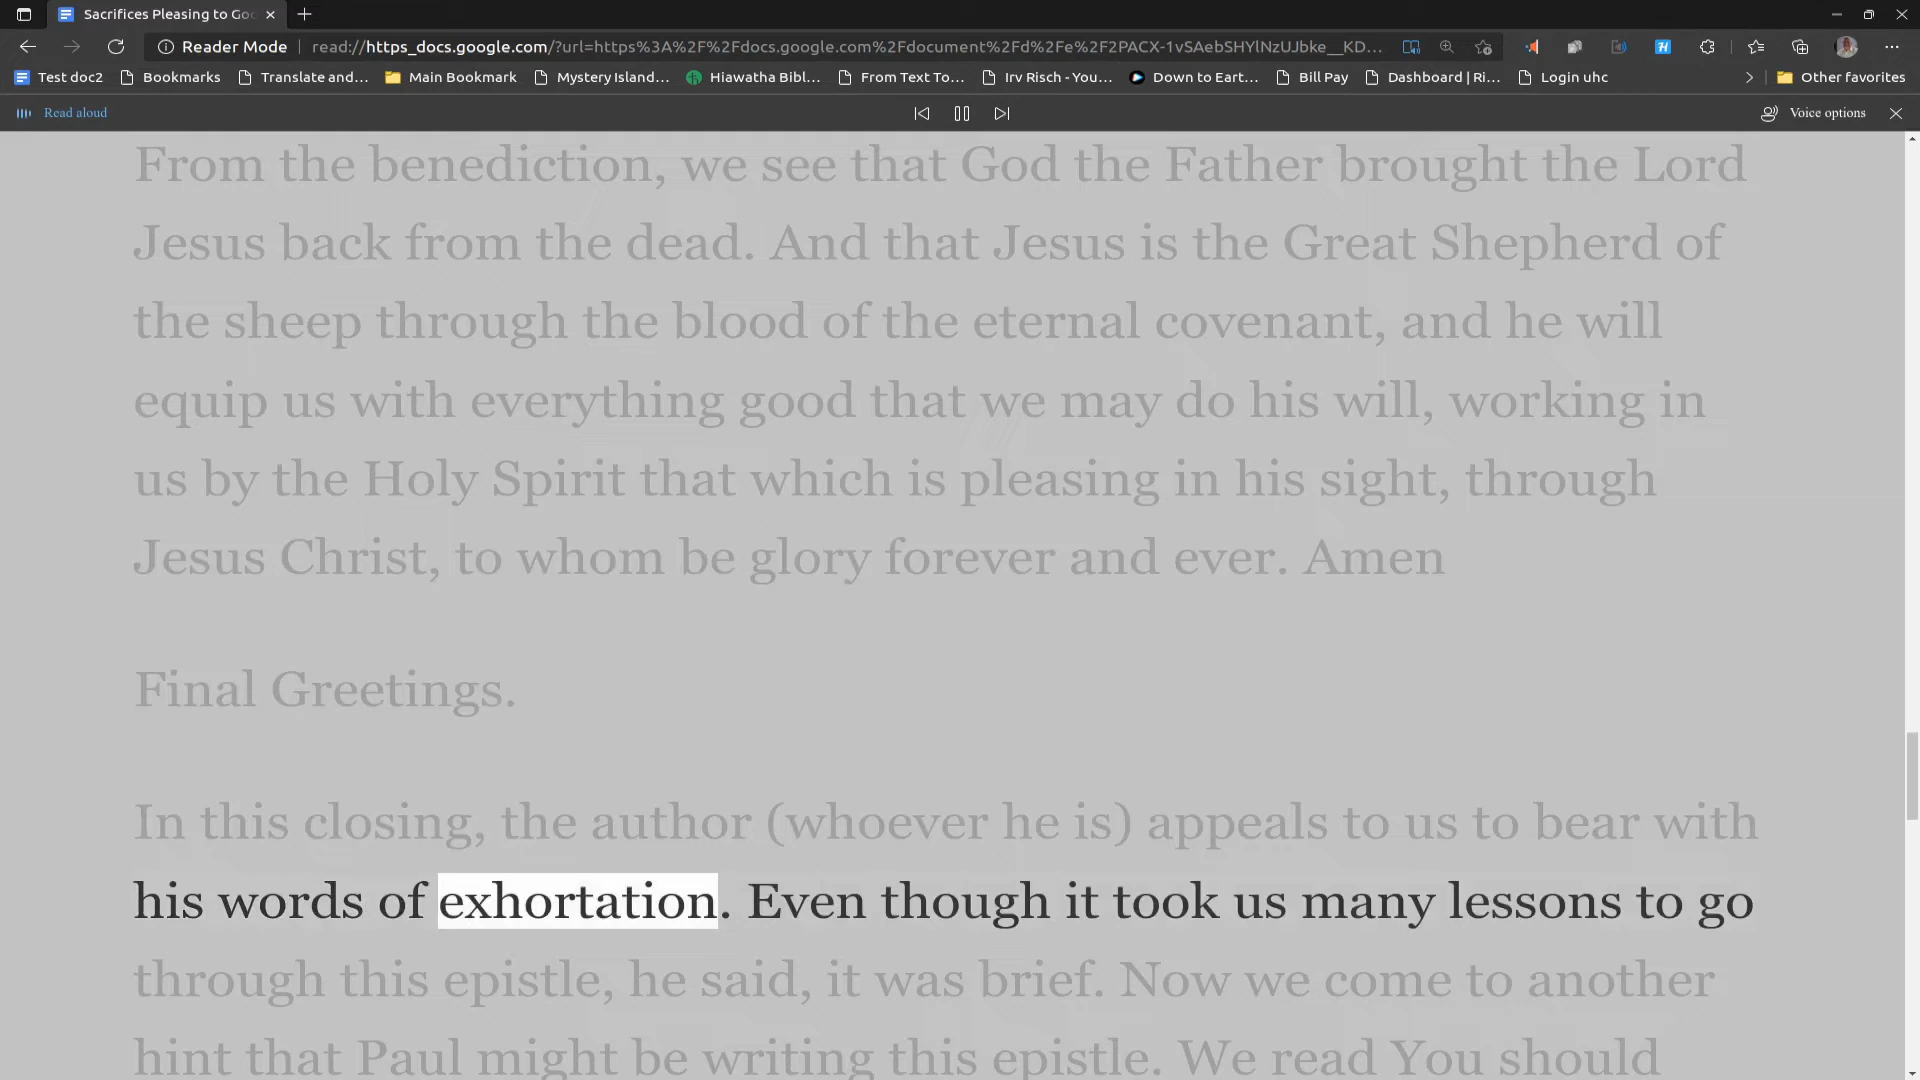 Sacrifices Pleasing to Go
Reader Mode
read://https_docs.google.com/?url=https%3A%2F%2Fdocs.google.com%2Fdocument%2Fd%2Fe%2F2PACX-1vSAebSHYlNzUJbke__KD...
Test doc2 Bookmarks Translate and... Main Bookmark Mystery Island... Hiawatha Bibl... From Text To... Irv Risch - You... Down to Eart... Bill Pay Dashboard | Ri... Login uhc Other favorites
Read aloud Voice options
From the benediction, we see that God the Father brought the Lord
Jesus back from the dead. And that Jesus is the Great Shepherd of
the sheep through the blood of the eternal covenant, and he will
equip us with everything good that we may do his will, working in
us by the Holy Spirit that which is pleasing in his sight, through
Jesus Christ, to whom be glory forever and ever. Amen
Final Greetings.
In this closing, the author (whoever he is) appeals to us to bear with
his words of exhortation. Even though it took us many lessons to go
through this epistle, he said, it was brief. Now we come to another
hint that Paul might be writing this epistle. We read You should